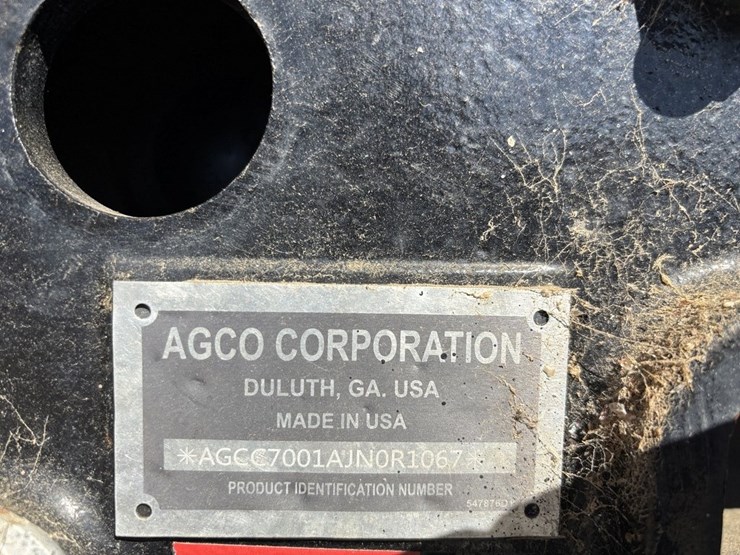 AGCO CORPORATION
DULUTH, GA. USA
MADE IN USA
*AGCC7001AJN0R1067*
PRODUCT IDENTIFICATION NUMBER